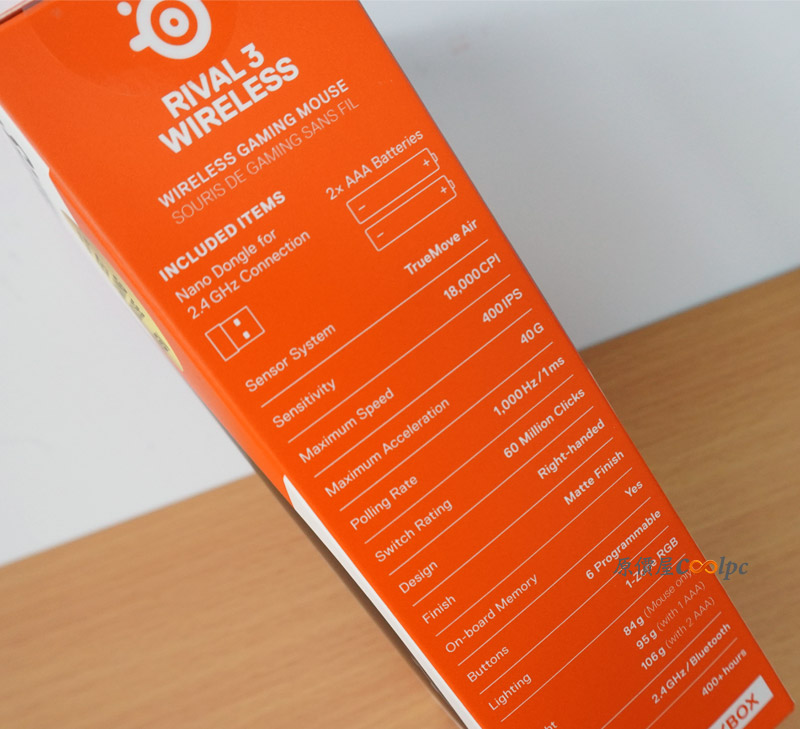 RIVAL 3
WIRELESS
WIRELESS GAMING MOUSE
SOURIS DE GAMING SANS FIL
INCLUDED ITEMS
Nano Dongle for
2.4 GHz Connection
2x AAA Batteries
Sensor System TrueMove Air
Sensitivity 18,000 CPI
Maximum Speed 400 IPS
Maximum Acceleration 40 G
Polling Rate 1,000 Hz / 1 ms
Switch Rating 60 Million Clicks
Design Right-handed
Finish Matte Finish
On-board Memory Yes
Buttons 6 Programmable
Lighting RGB
84 g (Mouse only
95 g (with 1 AAA)
106 g (with 2 AAA)
2.4 GHz / Bluetooth
400+ hours
原價屋coolpc